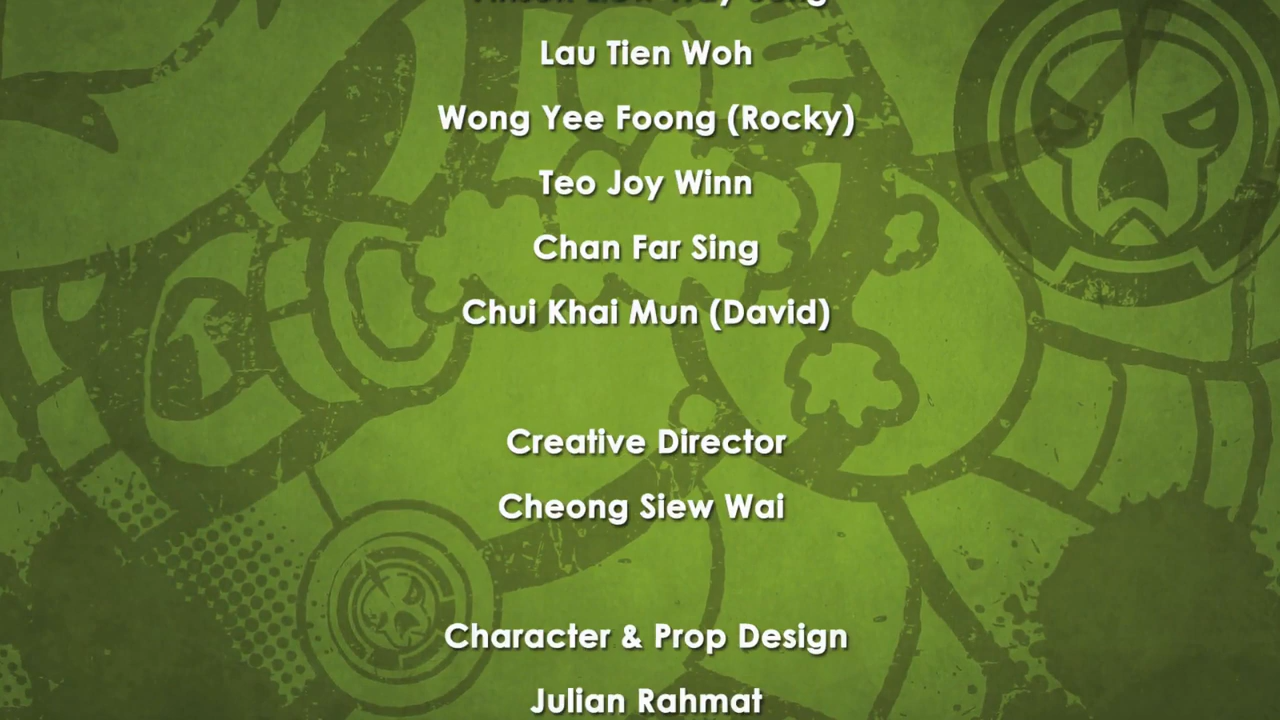 Lau Tien Woh
Wong Yee Foong (Rocky)
Teo Joy Winn
Chan Far Sing
Chui Khai Mun (David)
Creative Director
Cheong Siew Wai
Character & Prop Design
Julian Rahmat